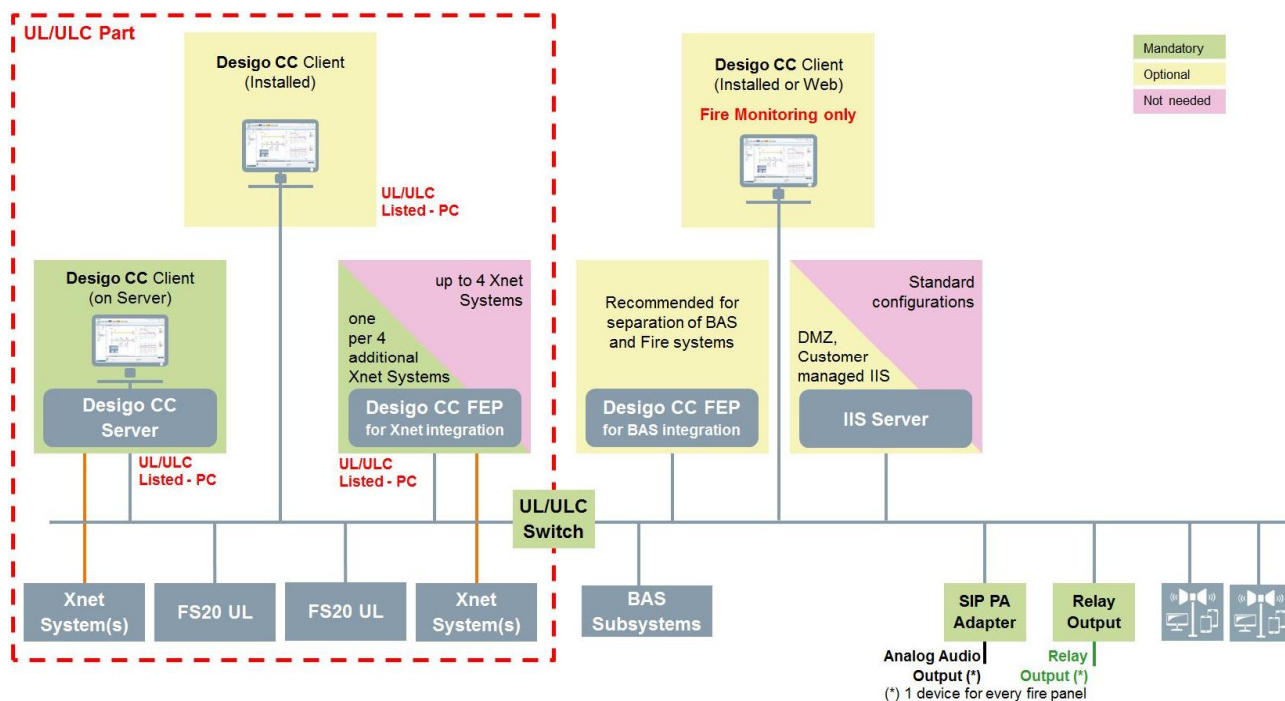 UL/ULC Part
Desigo CC Client
(Installed)
UL/ULC
Listed - PC
Desigo CC Client
(Installed or Web)
Fire Monitoring only
Mandatory
Optional
Not needed
Desigo CC Client
(on Server)
Desigo CC
Server
UL/ULC
Listed - PC
up to 4 Xnet
Systems
one
per 4
additional
Xnet Systems
Desigo CC FEP
for Xnet integration
UL/ULC
Listed - PC
Recommended for
separation of BAS
and Fire systems
Desigo CC FEP
for BAS integration
Standard
configurations
DMZ,
Customer
managed IIS
IIS Server
UL/ULC
Switch
Xnet
System(s)
FS20 UL
FS20 UL
Xnet
System(s)
BAS
Subsystems
SIP PA
Adapter
Relay
Output
Analog Audio
Output (*)
Relay
Output (*)
(*) 1 device for every fire panel